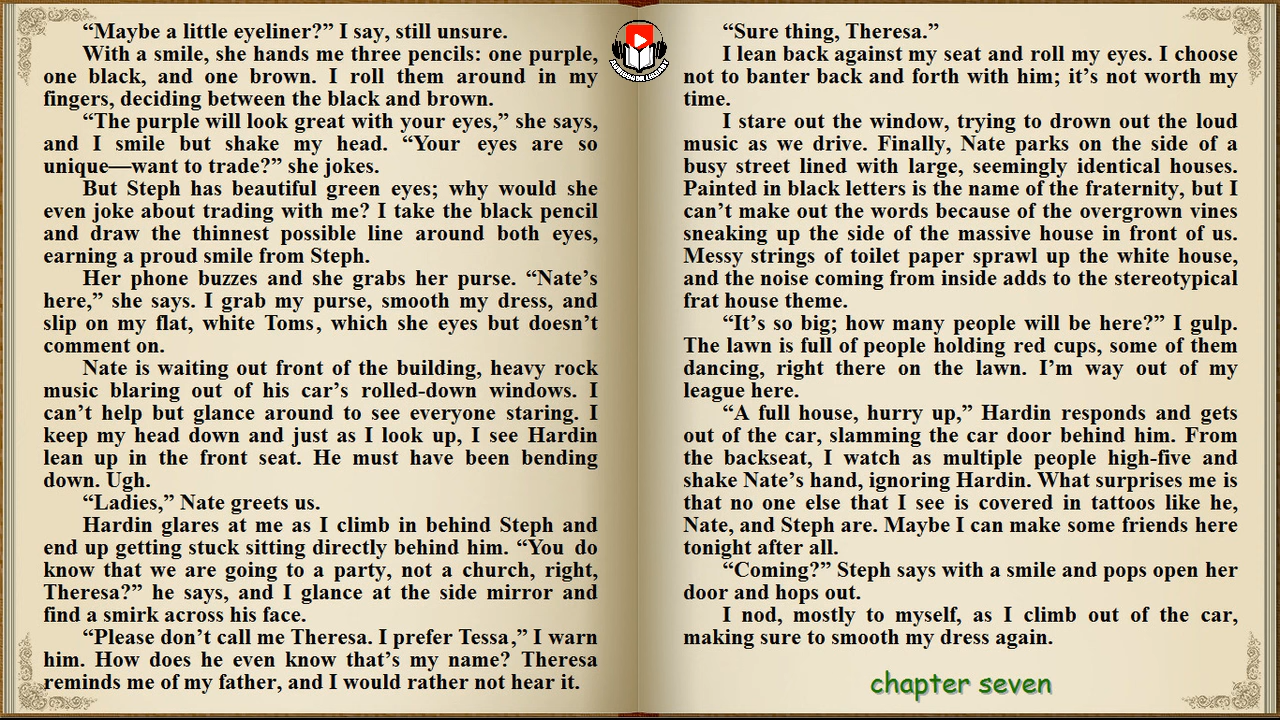 “Maybe a little eyeliner?” I say, still unsure.
With a smile, she hands me three pencils: one purple,
one black, and one brown. I roll them around in my
fingers, deciding between the black and brown.
“The purple will look great with your eyes,” she says,
and I smile but shake my head. “Your eyes are so
unique—want to trade?” she jokes.
But Steph has beautiful green eyes; why would she
even joke about trading with me? I take the black pencil
and draw the thinnest possible line around both eyes,
earning a proud smile from Steph.
Her phone buzzes and she grabs her purse. “Nate’s
here,” she says. I grab my purse, smooth my dress, and
slip on my flat, white Toms, which she eyes but doesn’t
comment on.
Nate is waiting out front of the building, heavy rock
music blaring out of his car’s rolled-down windows. I
can’t help but glance around to see everyone staring. I
keep my head down and just as I look up, I see Hardin
lean up in the front seat. He must have been bending
down. Ugh.
“Ladies,” Nate greets us.
Hardin glares at me as I climb in behind Steph and
end up getting stuck sitting directly behind him. “You do
know that we are going to a party, not a church, right,
Theresa?” he says, and I glance at the side mirror and
find a smirk across his face.
“Please don’t call me Theresa. I prefer Tessa,” I warn
him. How does he even know that’s my name? Theresa
reminds me of my father, and I would rather not hear it.
“Sure thing, Theresa.”
I lean back against my seat and roll my eyes. I choose
not to banter back and forth with him; it’s not worth my
time.
I stare out the window, trying to drown out the loud
music as we drive. Finally, Nate parks on the side of a
busy street lined with large, seemingly identical houses.
Painted in black letters is the name of the fraternity, but I
can’t make out the words because of the overgrown vines
sneaking up the side of the massive house in front of us.
Messy strings of toilet paper sprawl up the white house,
and the noise coming from inside adds to the stereotypical
frat house theme.
“It’s so big; how many people will be here?” I gulp.
The lawn is full of people holding red cups, some of them
dancing, right there on the lawn. I’m way out of my
league here.
“A full house, hurry up,” Hardin responds and gets
out of the car, slamming the car door behind him. From
the backseat, I watch as multiple people high-five and
shake Nate’s hand, ignoring Hardin. What surprises me is
that no one else that I see is covered in tattoos like he,
Nate, and Steph are. Maybe I can make some friends here
tonight after all.
“Coming?” Steph says with a smile and pops open her
door and hops out.
I nod, mostly to myself, as I climb out of the car,
making sure to smooth my dress again.
chapter seven